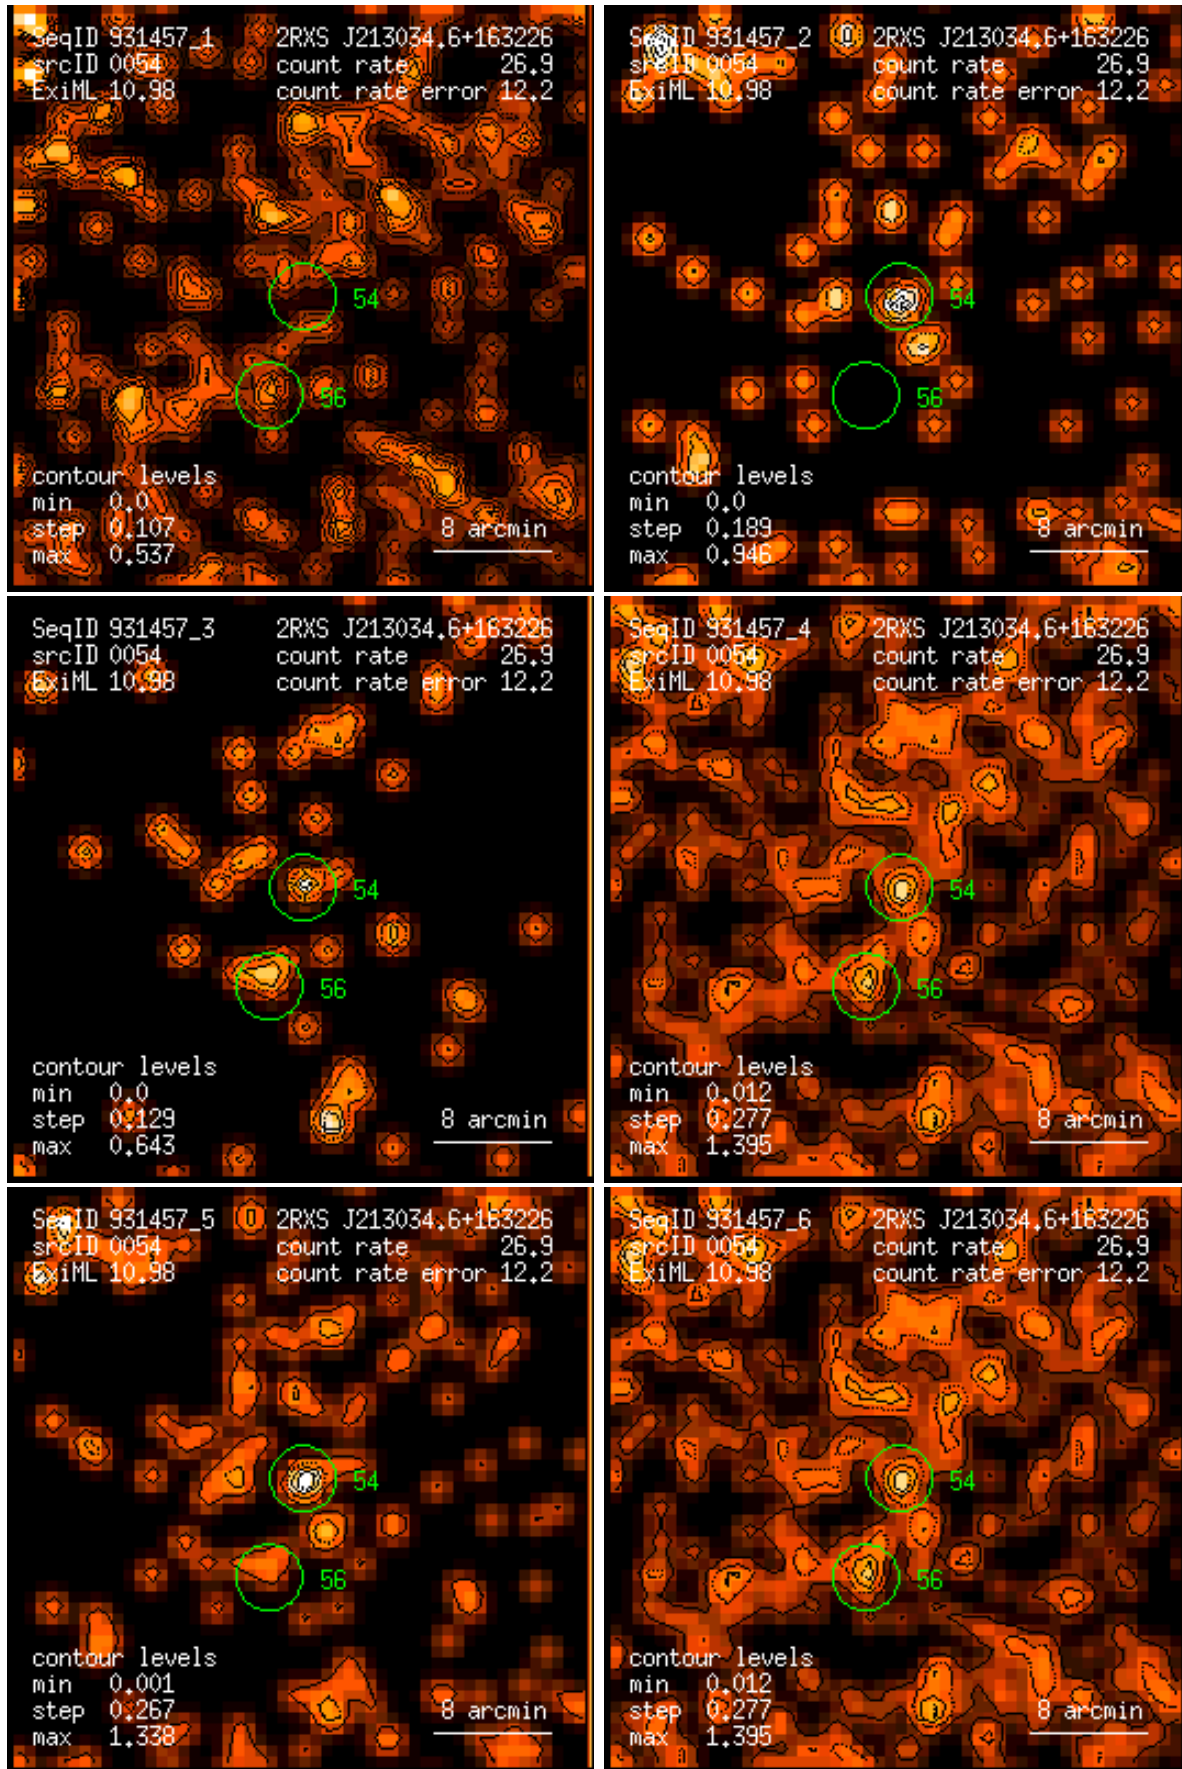 SeqID 931457_1 2RXS J213034.6+163226
srcID 0054 count rate 26.9
ExiML 10.98 count rate error 12.2
54
56
contour levels
min 0.0
step 0.107 8 arcmin
max 0.537
SeqID 931457_2 2RXS J213034.6+163226
srcID 0054 count rate 26.9
ExiML 10.98 count rate error 12.2
54
56
contour levels
min 0.0
step 0.189 8 arcmin
max 0.946
SeqID 931457_3 2RXS J213034.6+163226
srcID 0054 count rate 26.9
ExiML 10.98 count rate error 12.2
54
56
contour levels
min 0.0
step 0.129 8 arcmin
max 0.643
SeqID 931457_4 2RXS J213034.6+163226
srcID 0054 count rate 26.9
ExiML 10.98 count rate error 12.2
54
56
contour levels
min 0.012
step 0.277 8 arcmin
max 1.395
SeqID 931457_5 2RXS J213034.6+163226
srcID 0054 count rate 26.9
ExiML 10.98 count rate error 12.2
54
56
contour levels
min 0.001
step 0.267 8 arcmin
max 1.338
SeqID 931457_6 2RXS J213034.6+163226
srcID 0054 count rate 26.9
ExiML 10.98 count rate error 12.2
54
56
contour levels
min 0.012
step 0.277 8 arcmin
max 1.395